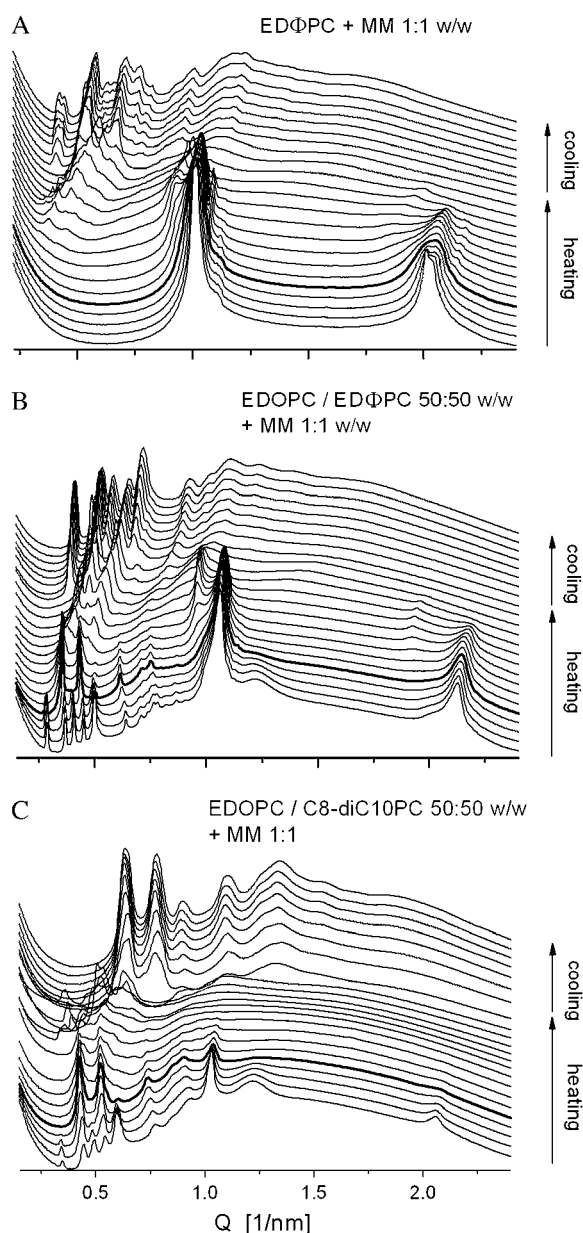 A
EDΦPC + MM 1:1 w/w
cooling
heating
B
EDOPC / EDΦPC 50:50 w/w
+ MM 1:1 w/w
cooling
heating
C
EDOPC / C8-diC10PC 50:50 w/w
+ MM 1:1
cooling
heating
0.5 1.0 1.5 2.0
Q [1/nm]